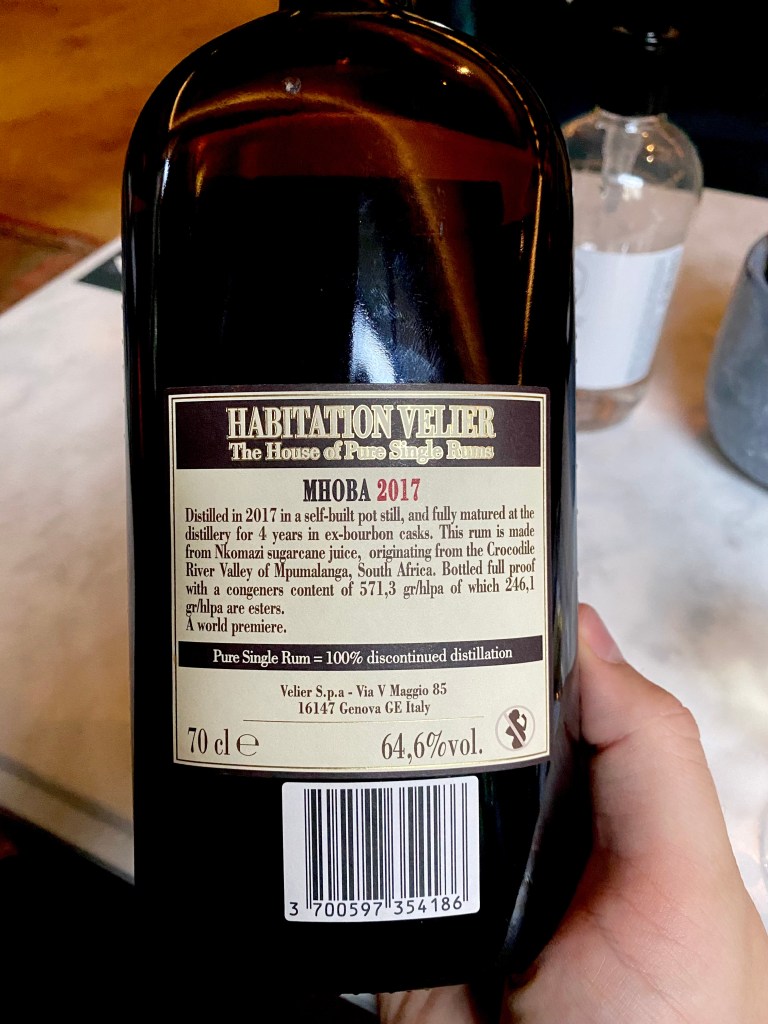 HABITATION VELIER
The House of Pure Single Rums
MHOBA 2017
Distilled in 2017 in a self-built pot still, and fully matured at the
distillery for 4 years in ex-bourbon casks. This rum is made
from Nkomazi sugarcane juice, originating from the Crocodile
River Valley of Mpumalanga, South Africa. Bottled full proof
with a congeners content of 571,3 gr/hlpa of which 246,1
gr/hlpa are esters.
A world premiere.
Pure Single Rum = 100% discontinued distillation
Velier S.p.a - Via V Maggio 85
16147 Genova GE Italy
70 cl ℮ 64,6%vol.
3 700597 354186